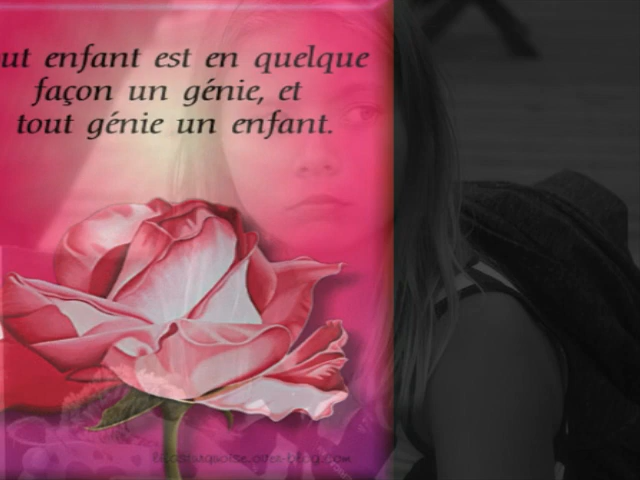 ut enfant est en quelque
façon un génie, et
tout génie un enfant.